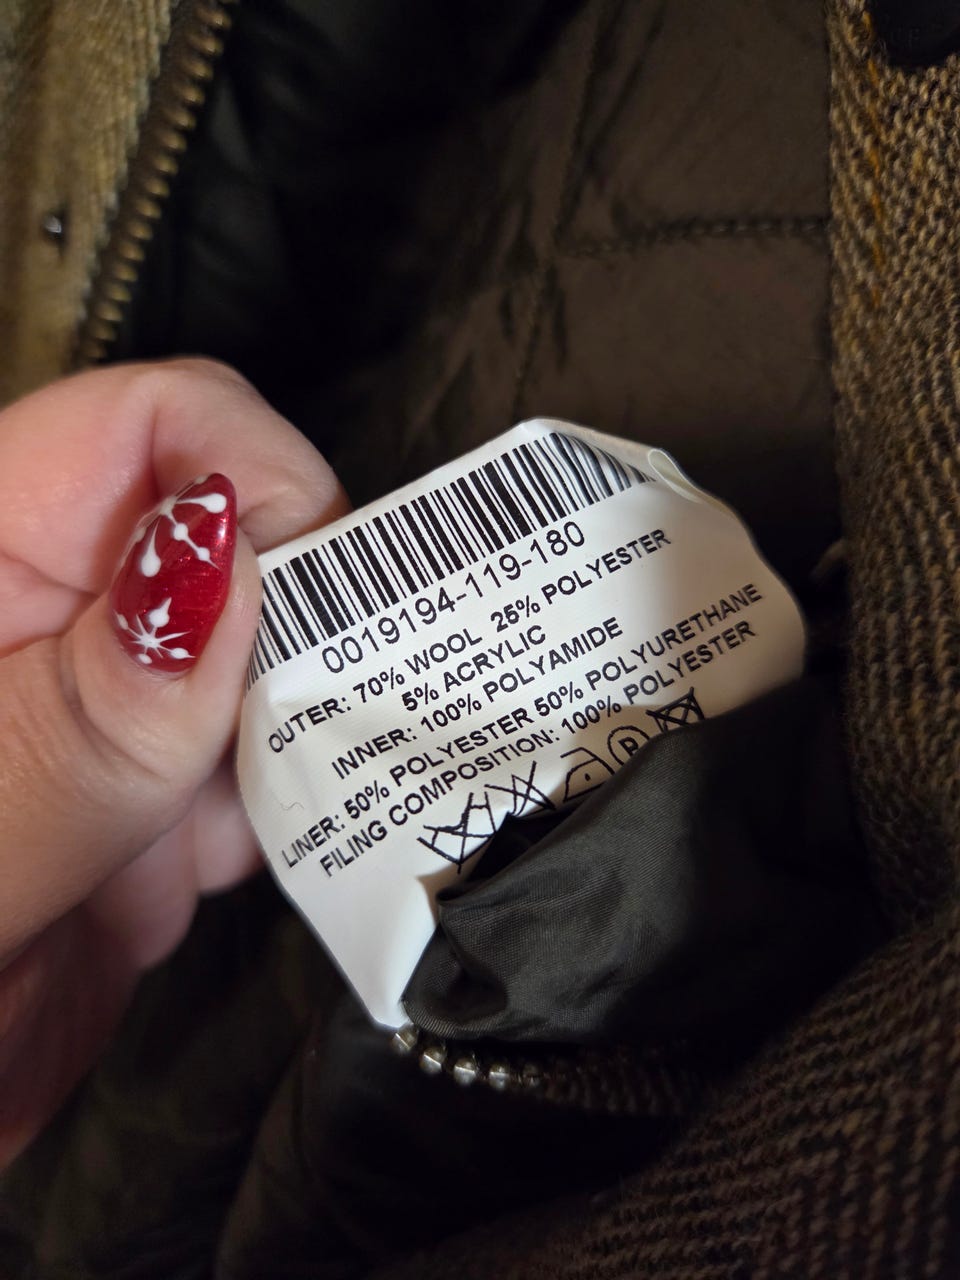 0019194-119-180
OUTER: 70% WOOL 25% POLYESTER
5% ACRYLIC
INNER: 100% POLYAMIDE
LINER: 50% POLYESTER 50% POLYURETHANE
FILING COMPOSITION: 100% POLYESTER
P